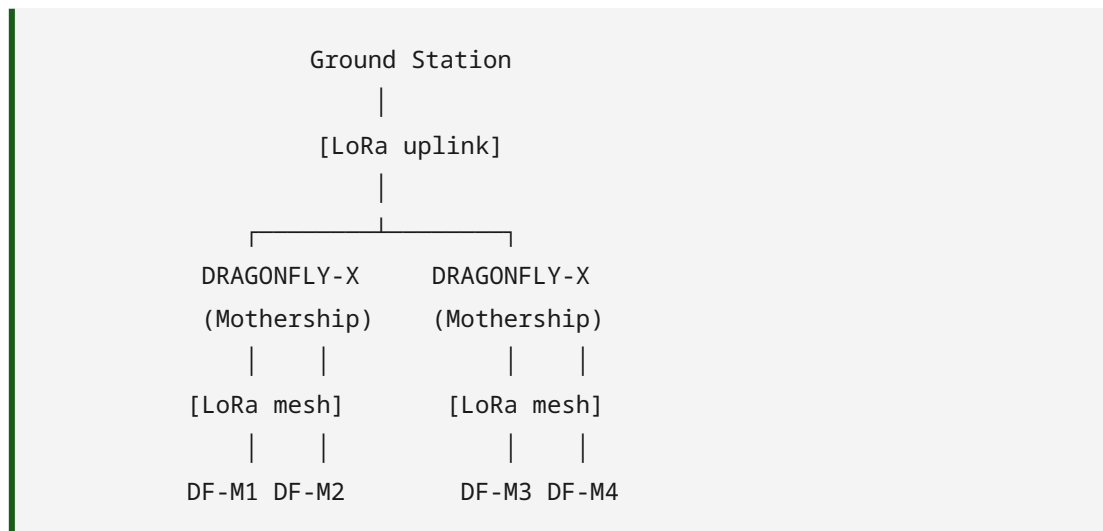 Ground Station
[LoRa uplink]
DRAGONFLY-X DRAGONFLY-X
(Mothership) (Mothership)
[LoRa mesh] [LoRa mesh]
DF-M1 DF-M2 DF-M3 DF-M4